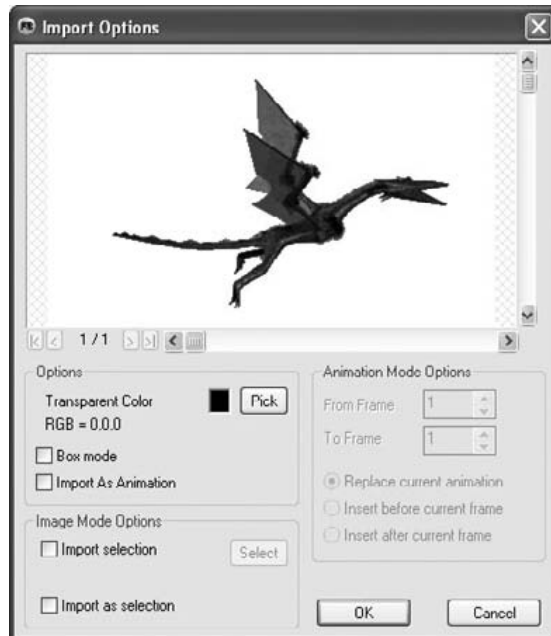 Import Options
1 / 1
Options
Transparent Color
Pick
RGB = 0.0.0
Box mode
Import As Animation
Image Mode Options
Import selection
Select
Import as selection
Animation Mode Options
From Frame
1
To Frame
1
Replace current animation
Insert before current frame
Insert after current frame
OK
Cancel